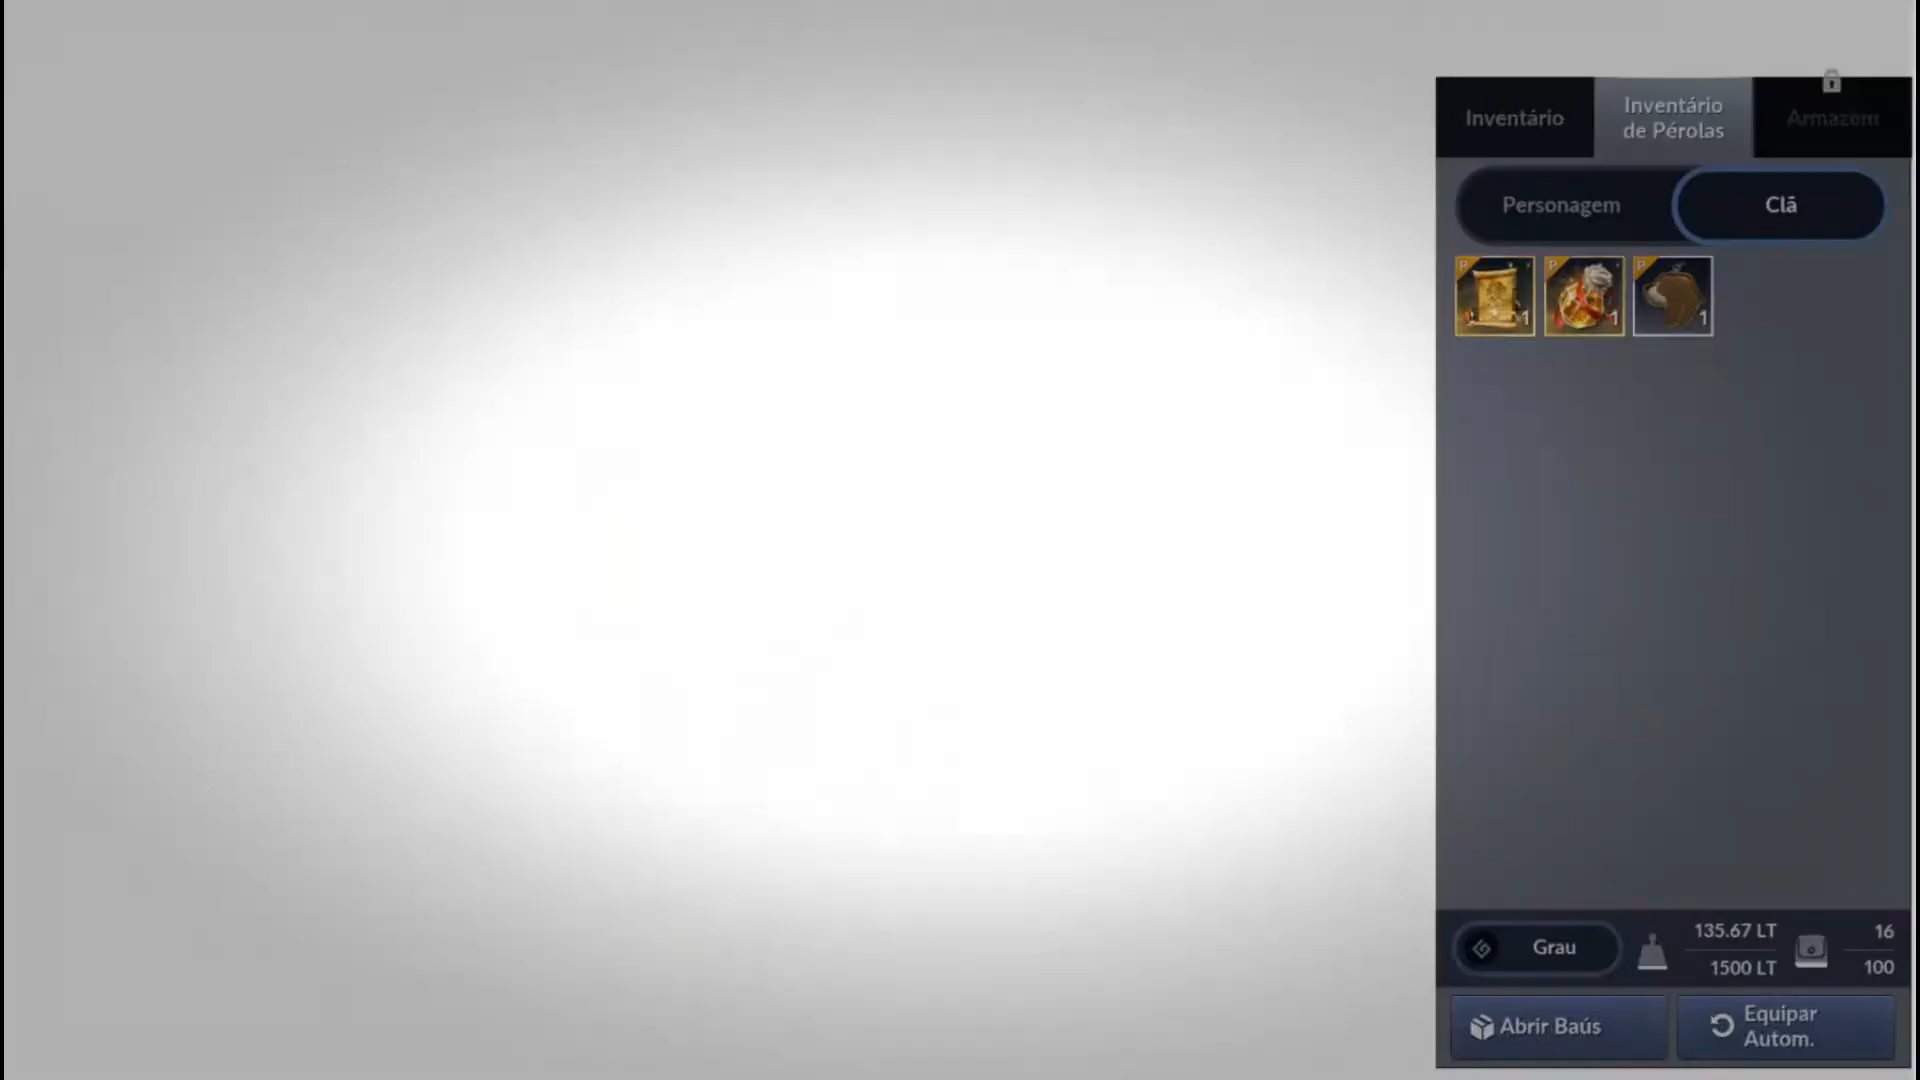 Inventário
Inventário
de Pérolas
Armazém
Personagem
Clã
P
P
P
1
1
1
Grau
135.67 LT
1500 LT
16
100
Abrir Baús
Equipar
Autom.